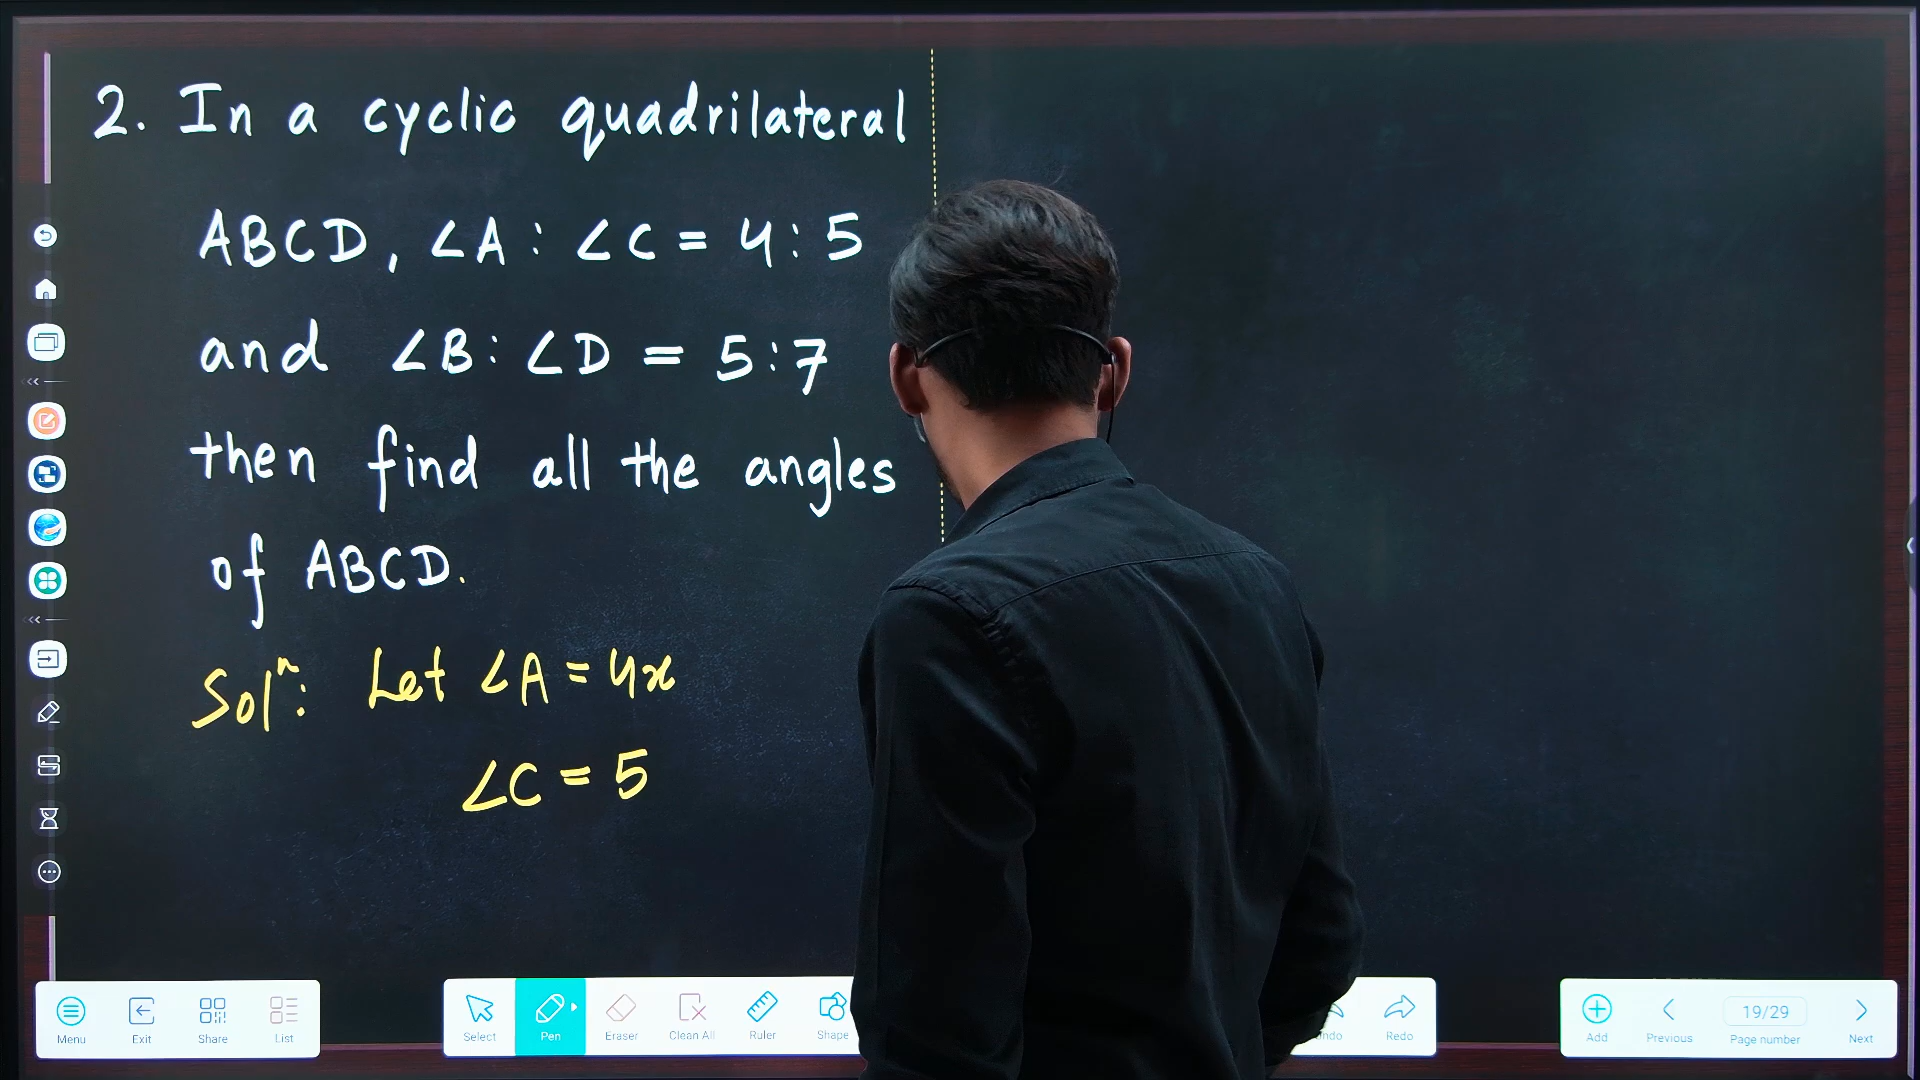 2. In a cyclic quadrilateral
ABCD, ∠A : ∠C = 4 : 5
and ∠B : ∠D = 5 : 7
then find all the angles
of ABCD.
Solⁿ: Let ∠A = 4x
∠C = 5
Menu
Exit
Share
List
Select
Pen
Eraser
Clean All
Ruler
Shape
Redo
Add
Previous
19/29
Page number
Next